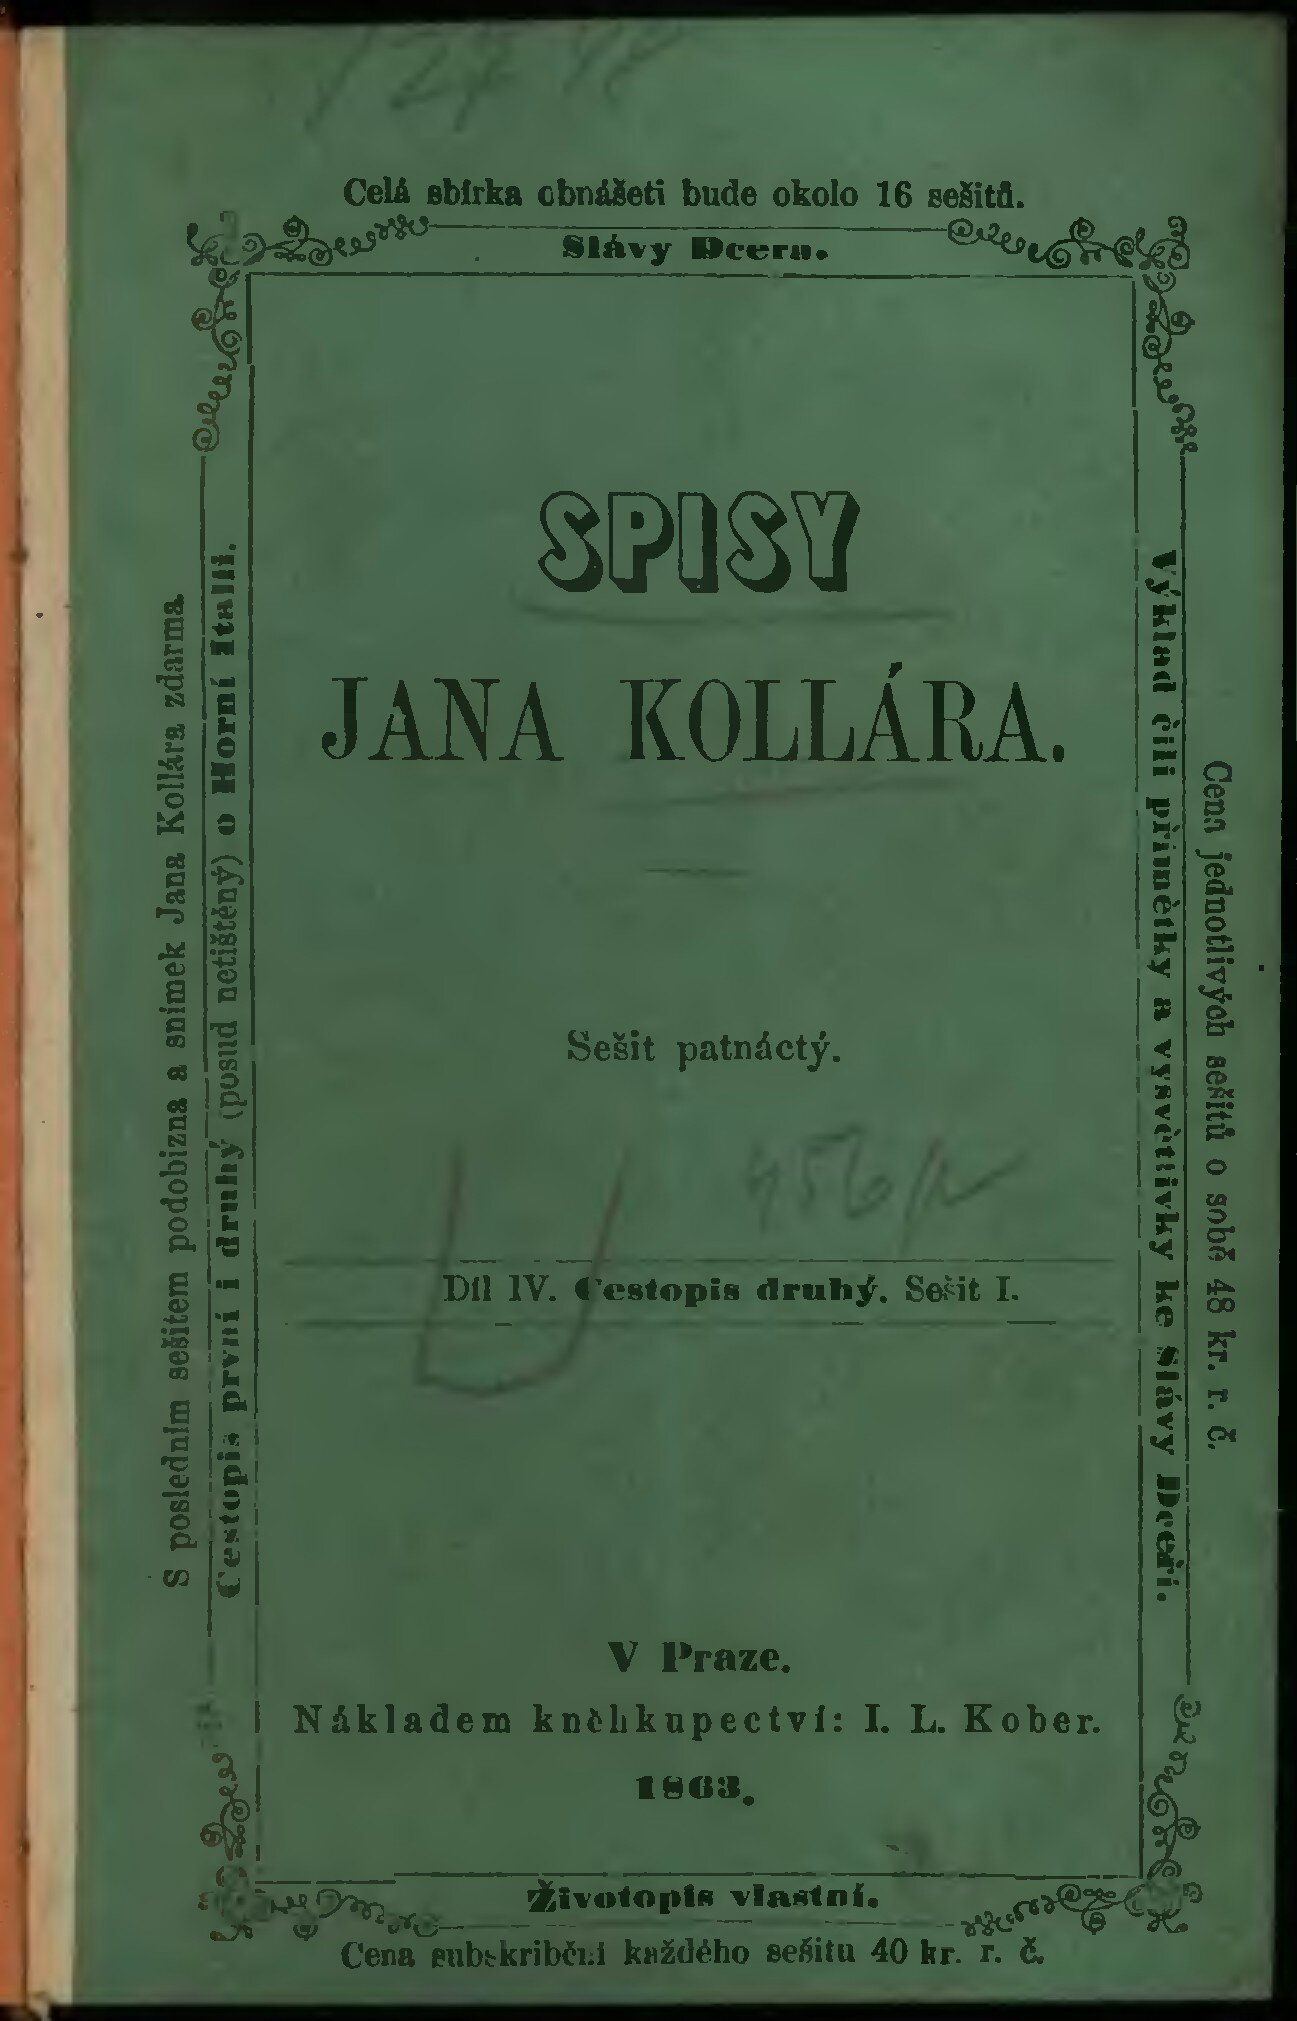 Celá sbírka obnášeti bude okolo 16 sešitů.
Slávy Dcera.
S posledním sešitem podobizna a snimek Jana Kollára zdarma.
Cestopis první i druhý (posud netištěný) o Horní Italii.
SPISY
JANA KOLLÁRA.
Sešit patnáctý.
456/
Díl IV. Cestopis druhý. Sešit I.
V Praze.
Nákladem kněhkupectví: I. L. Kober.
1863.
Výklad čili přímětky a vysvětlivky ke Slávy Dceři.
Cena jednotlivých sešitů o sobě 48 kr. r. č.
Životopis vlastní.
Cena subskribční každého sešitu 40 kr. r. č.